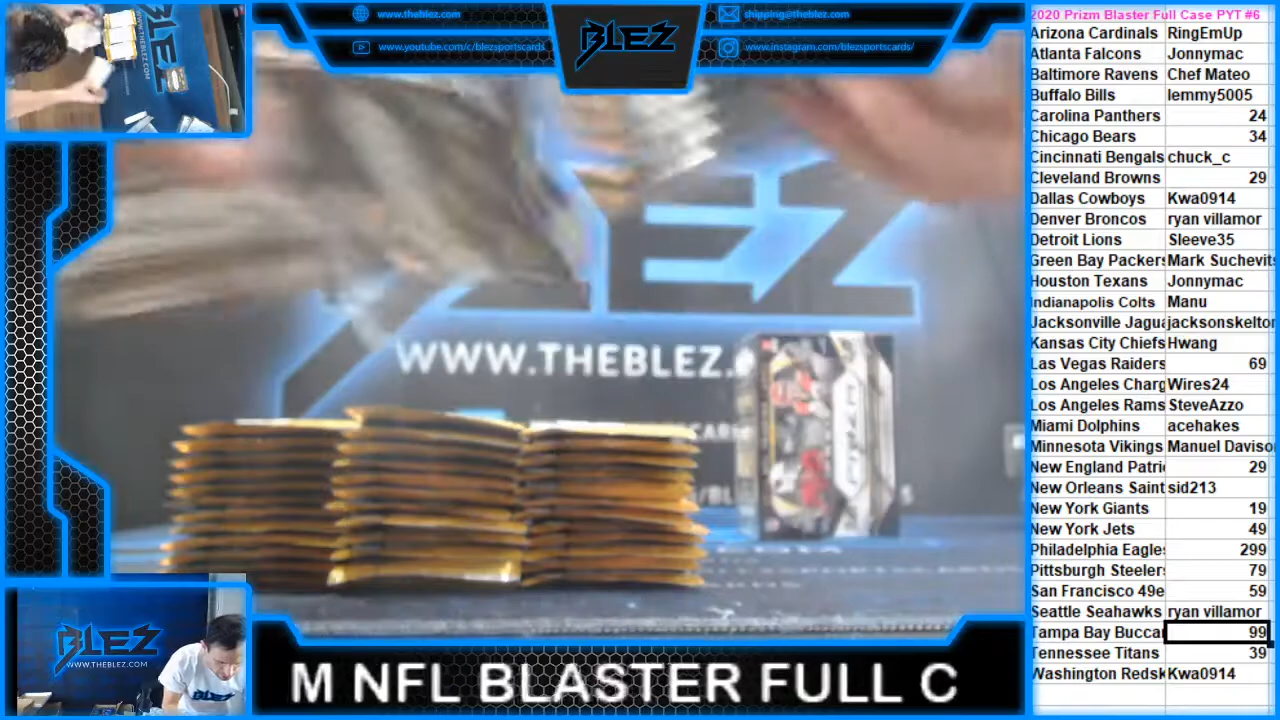 www.theblez.com
www.youtube.com/c/blezsportscards
BLEZ
shipping@theblez.com
www.instagram.com/blezsportscards/
THEBLEZ.COM
EZ
WWW.THEBLEZ.
BLEZ
WWW.THEBLEZ.COM
BLEZ
M NFL BLASTER FULL C
2020 Prizm Blaster Full Case PYT #6
Arizona Cardinals RingEmUp
Atlanta Falcons Jonnymac
Baltimore Ravens Chef Mateo
Buffalo Bills lemmy5005
Carolina Panthers 24
Chicago Bears 34
Cincinnati Bengals chuck_c
Cleveland Browns 29
Dallas Cowboys Kwa0914
Denver Broncos ryan villamor
Detroit Lions Sleeve35
Green Bay Packers Mark Suchevits
Houston Texans Jonnymac
Indianapolis Colts Manu
Jacksonville Jagua jacksonskelton
Kansas City Chiefs Hwang
Las Vegas Raiders 69
Los Angeles Charg Wires24
Los Angeles Rams SteveAzzo
Miami Dolphins acehakes
Minnesota Vikings Manuel Daviso
New England Patri 29
New Orleans Saint sid213
New York Giants 19
New York Jets 49
Philadelphia Eagles 299
Pittsburgh Steelers 79
San Francisco 49e 59
Seattle Seahawks ryan villamor
Tampa Bay Bucca 99
Tennessee Titans 39
Washington Redsk Kwa0914